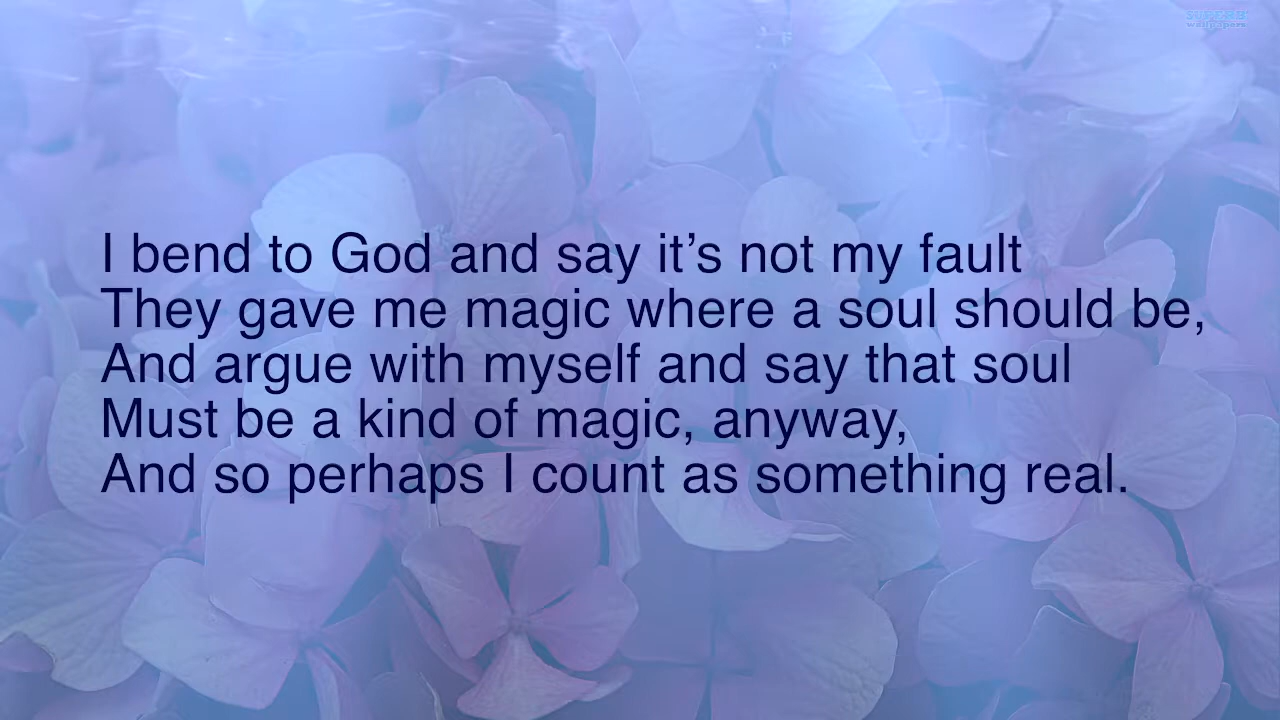 SUPERB
wallpapers
I bend to God and say it’s not my fault
They gave me magic where a soul should be,
And argue with myself and say that soul
Must be a kind of magic, anyway,
And so perhaps I count as something real.